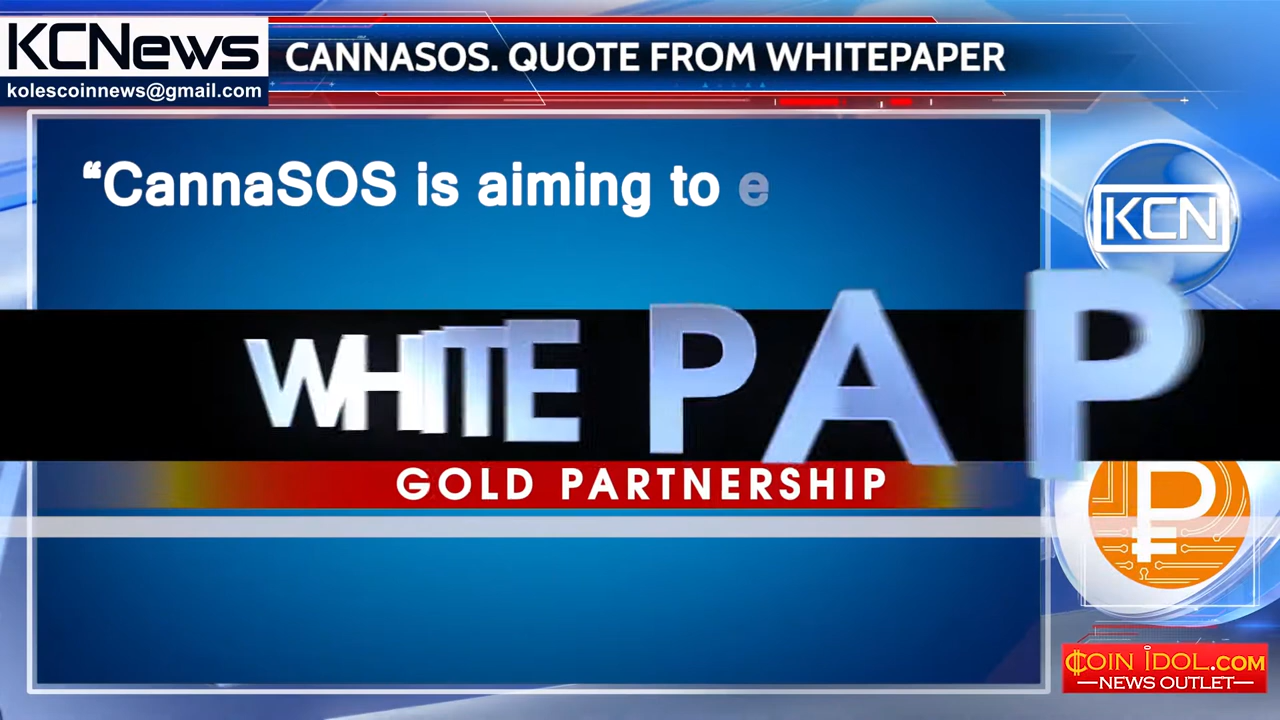 KCNews
kolescoinnews@gmail.com
CANNASOS. QUOTE FROM WHITEPAPER
“CannaSOS is aiming to e
KCN
WHITE PAP
GOLD PARTNERSHIP
COIN IDOL.COM
—NEWS OUTLET—